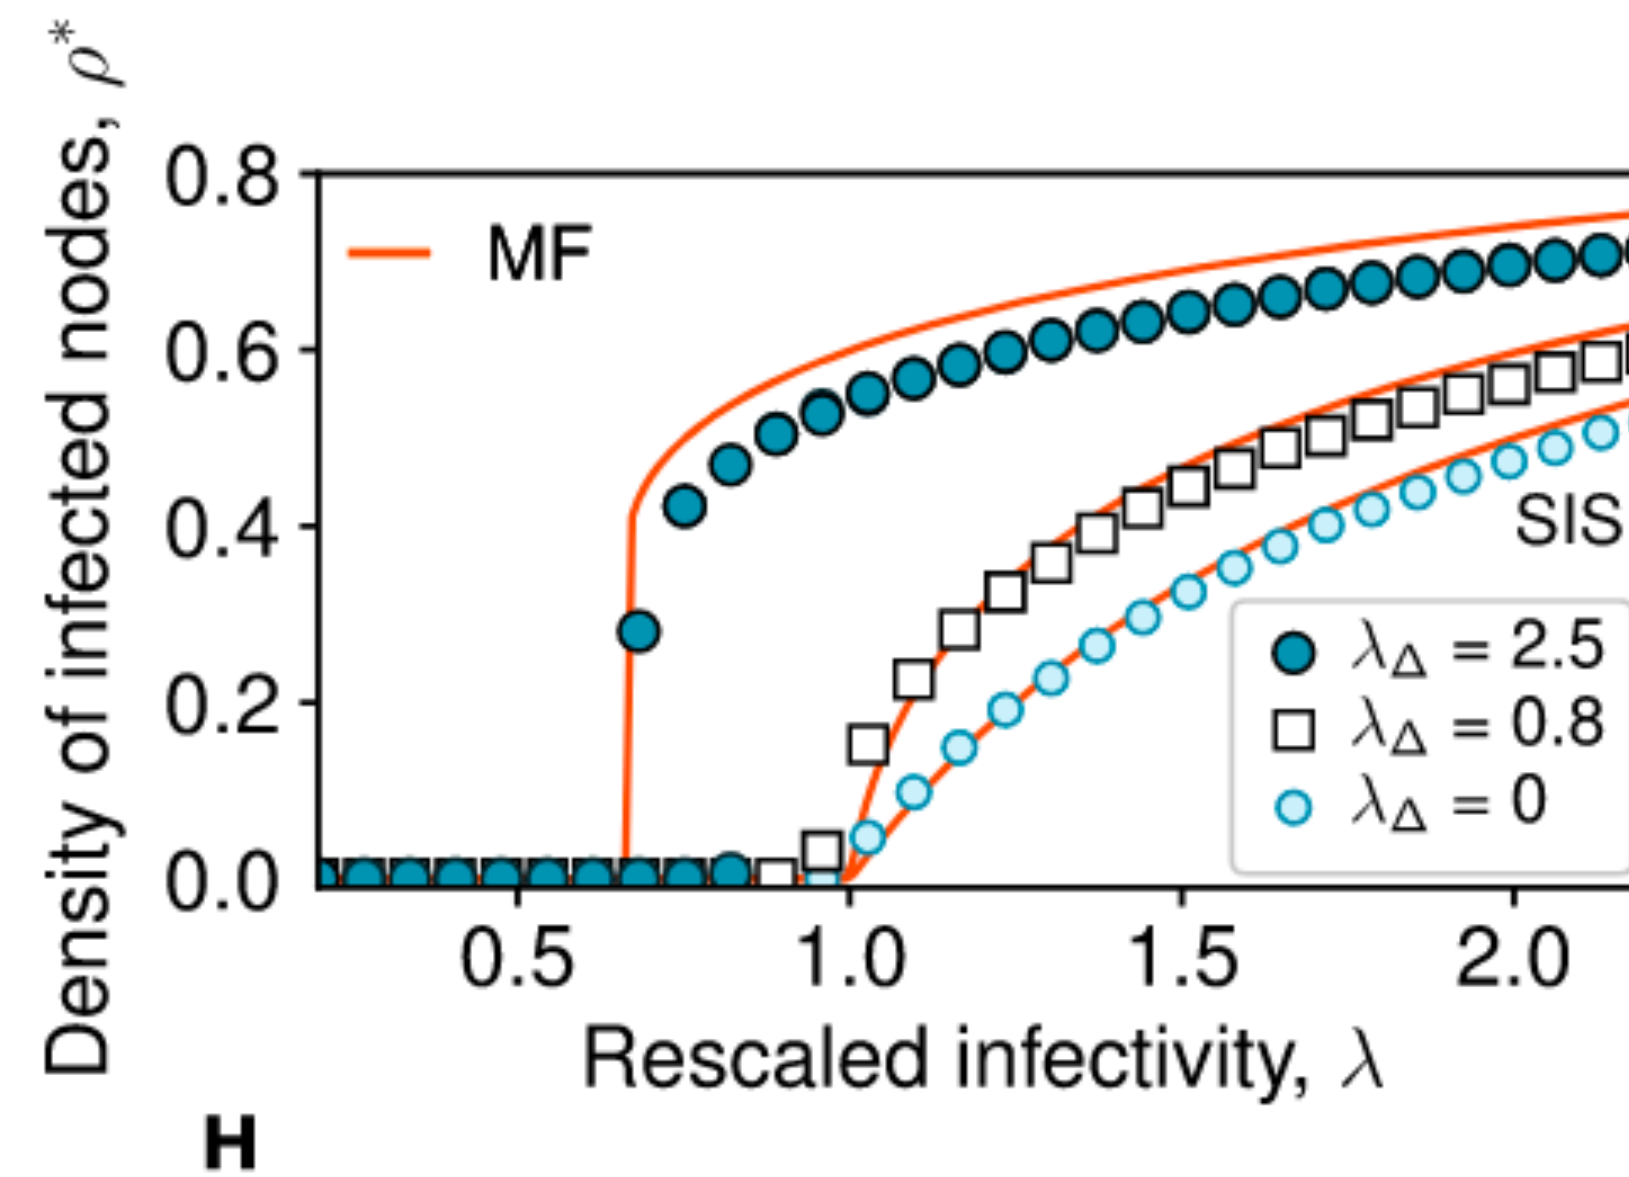 Density of infected nodes, ρ*
0.8
0.6
0.4
0.2
0.0
MF
SIS
λΔ = 2.5
λΔ = 0.8
λΔ = 0
0.5 1.0 1.5 2.0
Rescaled infectivity, λ
H